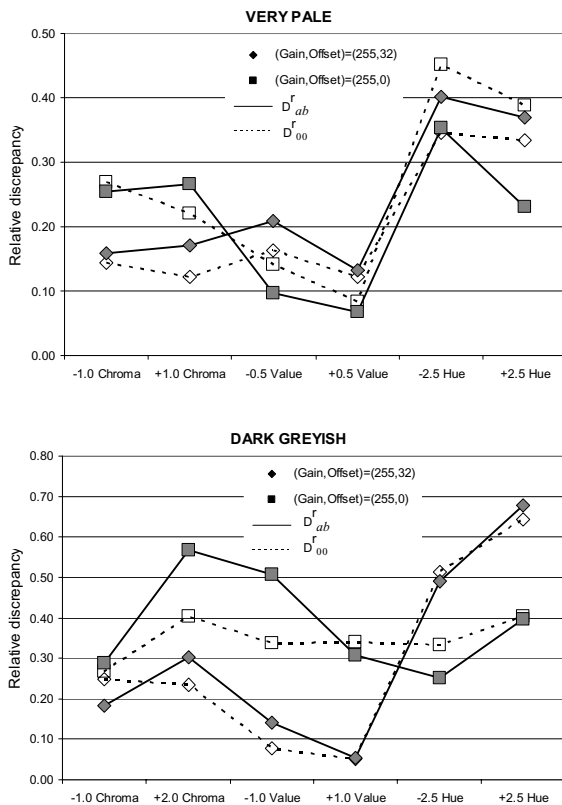 VERY PALE
0.50
0.40
0.30
0.20
0.10
0.00
Relative discrepancy
(Gain,Offset)=(255,32)
(Gain,Offset)=(255,0)
D^r_ab
D^r_00
-1.0 Chroma +1.0 Chroma -0.5 Value +0.5 Value -2.5 Hue +2.5 Hue
DARK GREYISH
0.80
0.70
0.60
0.50
0.40
0.30
0.20
0.10
0.00
Relative discrepancy
(Gain,Offset)=(255,32)
(Gain,Offset)=(255,0)
D^r_ab
D^r_00
-1.0 Chroma +2.0 Chroma -1.0 Value +1.0 Value -2.5 Hue +2.5 Hue